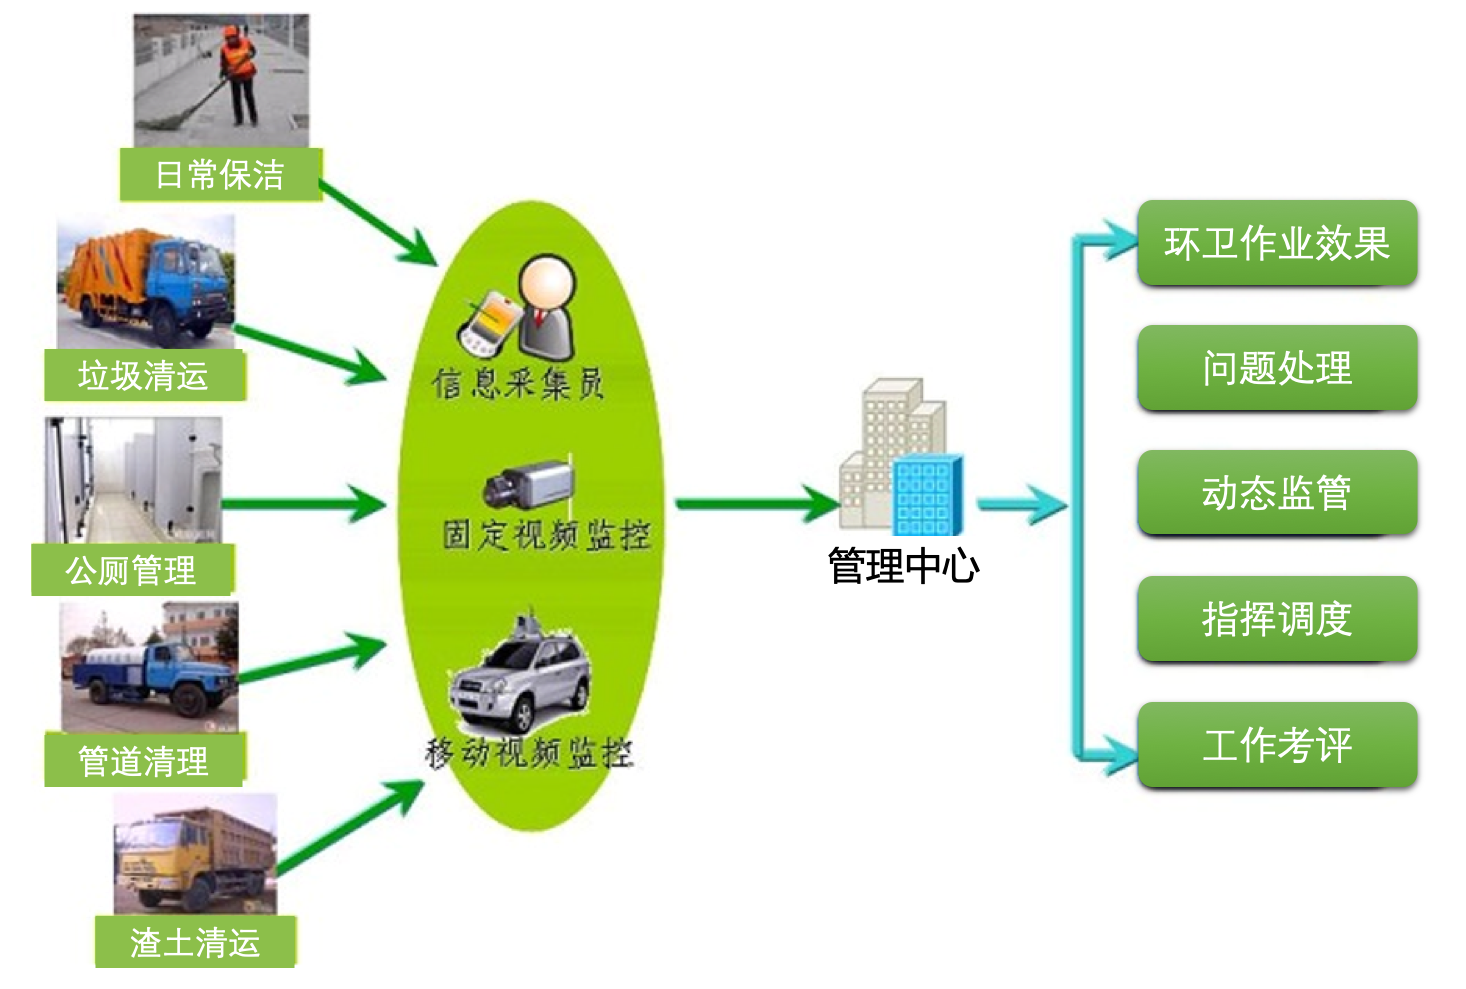 日常保洁
垃圾清运
公厕管理
管道清理
渣土清运
信息采集员
固定视频监控
移动视频监控
管理中心
环卫作业效果
问题处理
动态监管
指挥调度
工作考评